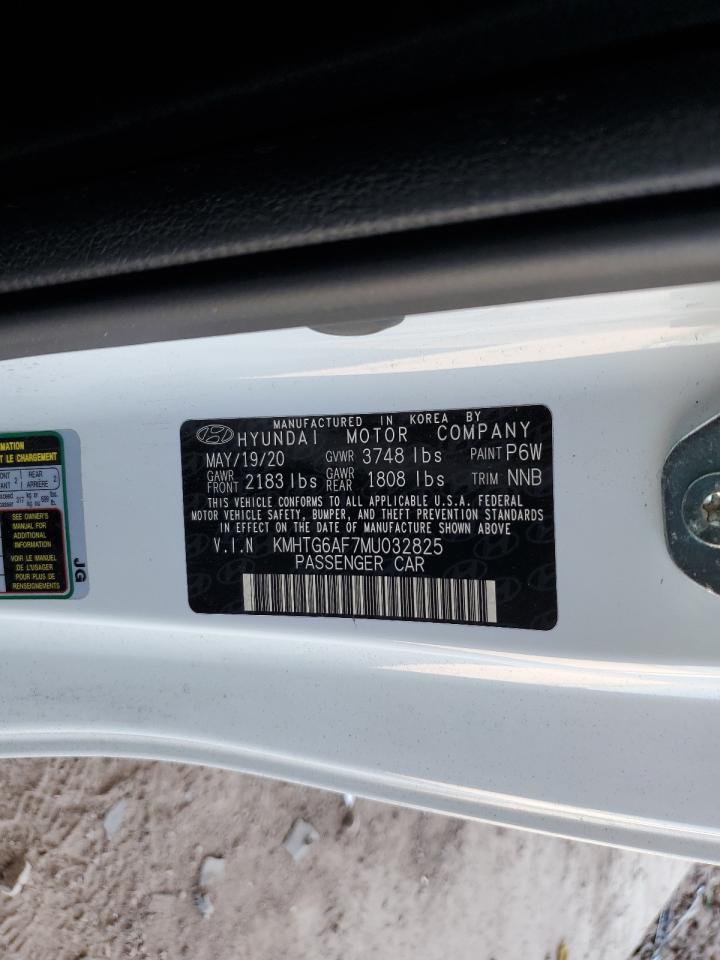 MANUFACTURED IN KOREA BY
HYUNDAI MOTOR COMPANY
MAY/19/20 GVWR 3748 lbs PAINT P6W
GAWR FRONT 2183 lbs GAWR REAR 1808 lbs TRIM NNB
THIS VEHICLE CONFORMS TO ALL APPLICABLE U.S.A. FEDERAL
MOTOR VEHICLE SAFETY, BUMPER, AND THEFT PREVENTION STANDARDS
IN EFFECT ON THE DATE OF MANUFACTURE SHOWN ABOVE
V.I.N KMHTG6AF7MU032825
PASSENGER CAR
LE CHARGEMENT
REAR 2
ARRIÈRE
SEE OWNER'S
MANUAL FOR
ADDITIONAL
INFORMATION
VOIR LE MANUEL
DE L'USAGER
POUR PLUS DE
RENSEIGNEMENTS
JG